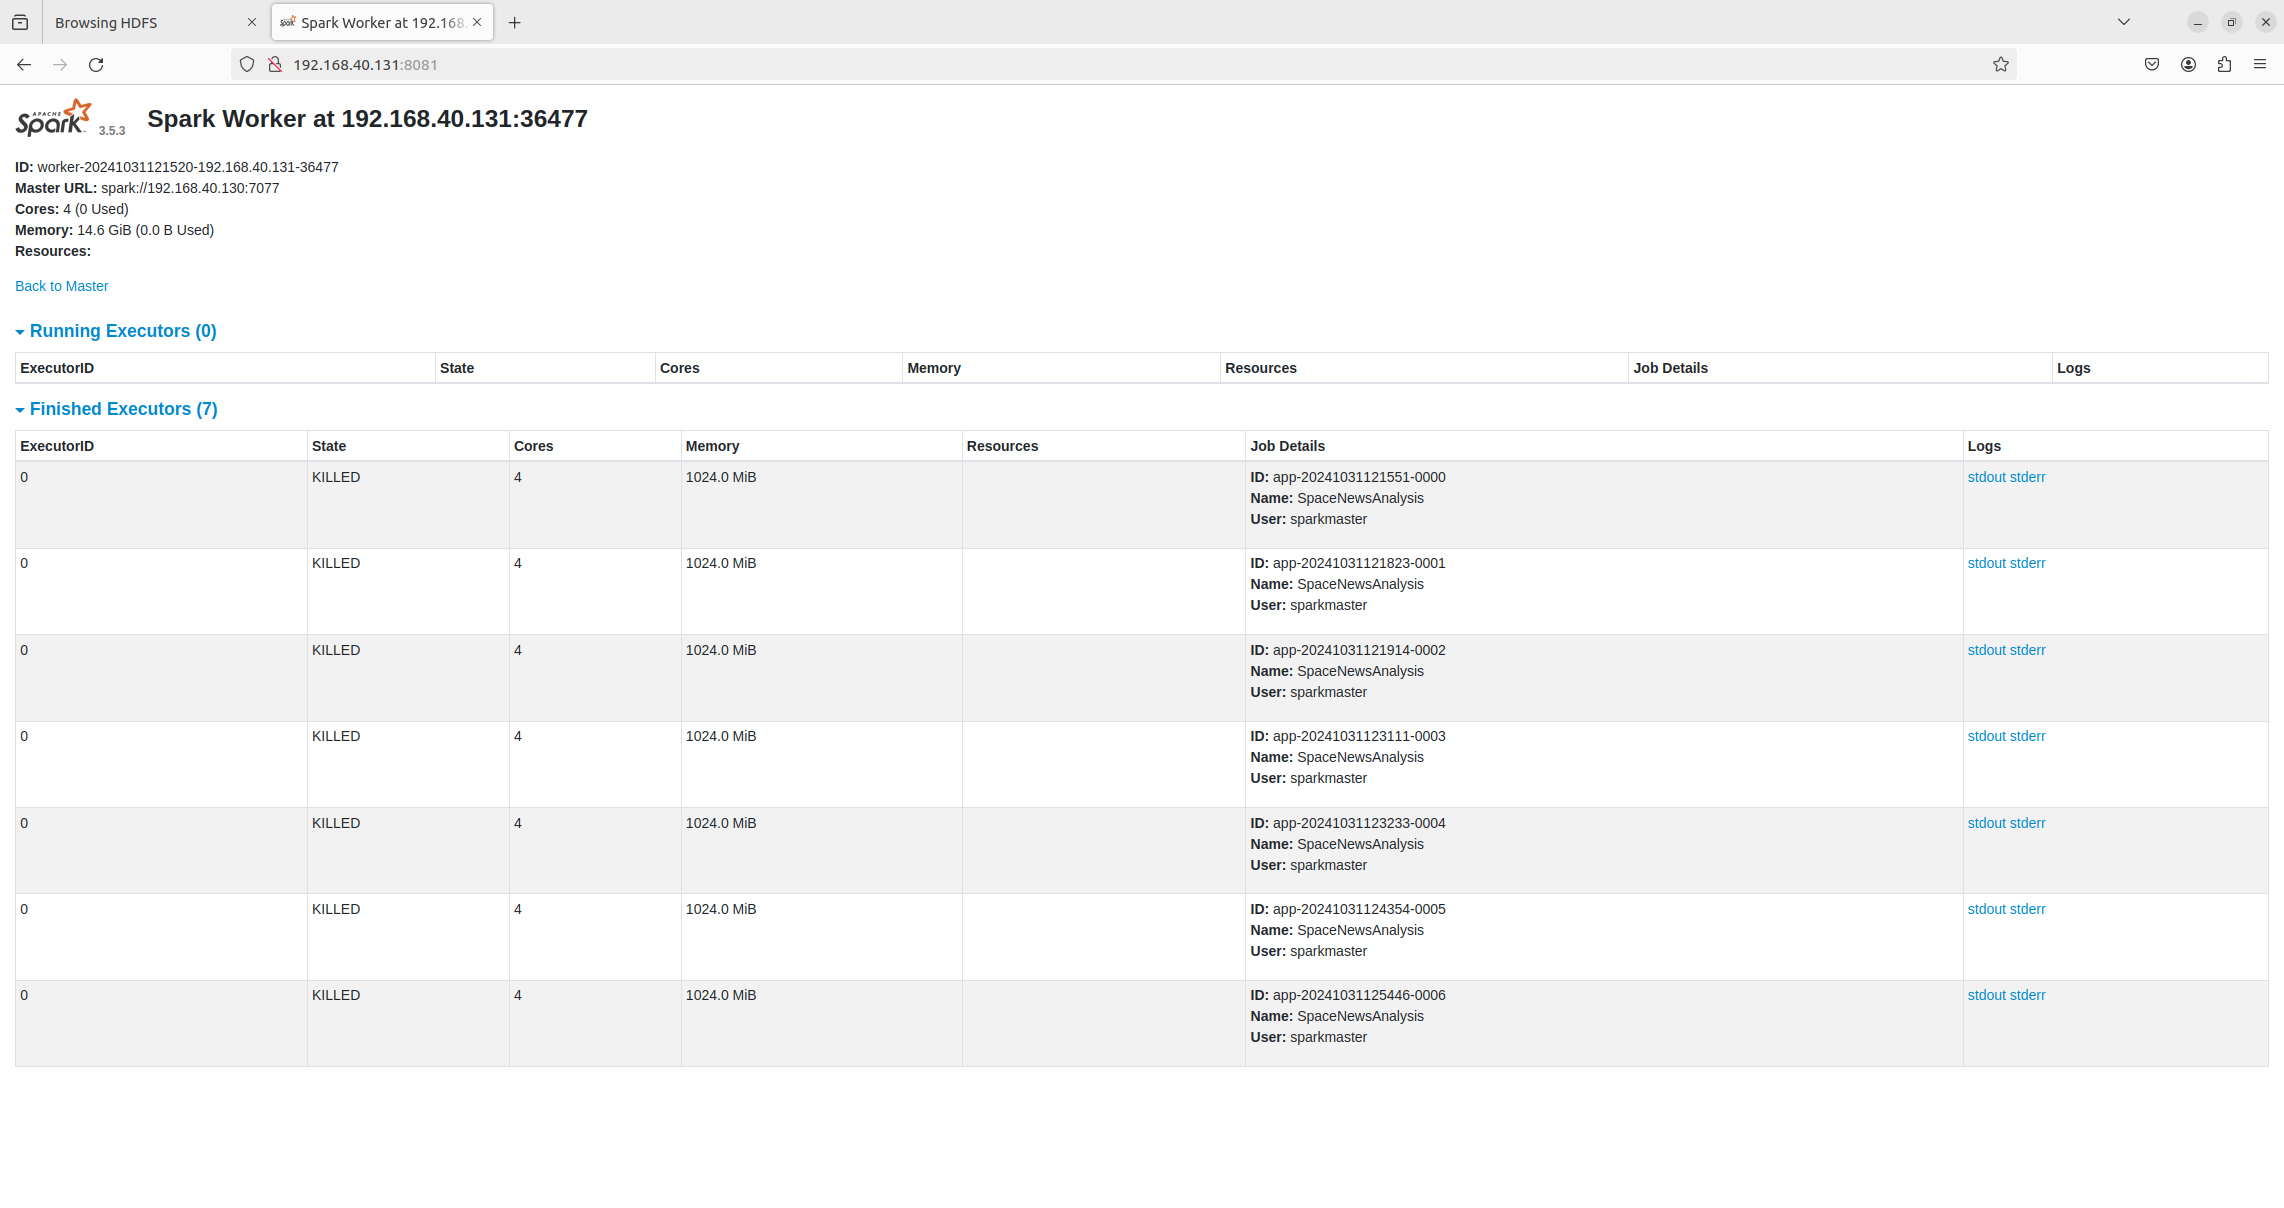 Browsing HDFS
Spark Worker at 192.168
192.168.40.131:8081
APACHE Spark 3.5.3 Spark Worker at 192.168.40.131:36477
ID: worker-20241031121520-192.168.40.131-36477
Master URL: spark://192.168.40.130:7077
Cores: 4 (0 Used)
Memory: 14.6 GiB (0.0 B Used)
Resources:
Back to Master
Running Executors (0)
ExecutorID State Cores Memory Resources Job Details Logs
Finished Executors (7)
ExecutorID State Cores Memory Resources Job Details Logs
0 KILLED 4 1024.0 MiB ID: app-20241031121551-0000 stdout stderr
Name: SpaceNewsAnalysis
User: sparkmaster
0 KILLED 4 1024.0 MiB ID: app-20241031121823-0001 stdout stderr
Name: SpaceNewsAnalysis
User: sparkmaster
0 KILLED 4 1024.0 MiB ID: app-20241031121914-0002 stdout stderr
Name: SpaceNewsAnalysis
User: sparkmaster
0 KILLED 4 1024.0 MiB ID: app-20241031123111-0003 stdout stderr
Name: SpaceNewsAnalysis
User: sparkmaster
0 KILLED 4 1024.0 MiB ID: app-20241031123233-0004 stdout stderr
Name: SpaceNewsAnalysis
User: sparkmaster
0 KILLED 4 1024.0 MiB ID: app-20241031124354-0005 stdout stderr
Name: SpaceNewsAnalysis
User: sparkmaster
0 KILLED 4 1024.0 MiB ID: app-20241031125446-0006 stdout stderr
Name: SpaceNewsAnalysis
User: sparkmaster